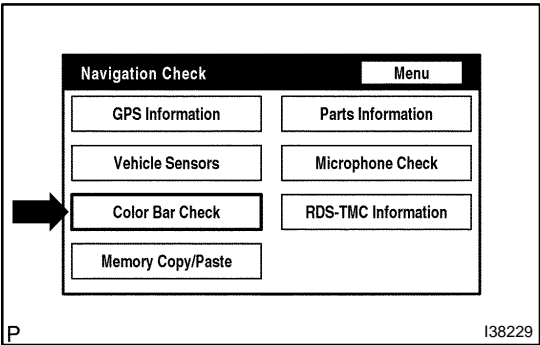 Navigation Check
Menu
GPS Information
Parts Information
Vehicle Sensors
Microphone Check
Color Bar Check
RDS-TMC Information
Memory Copy/Paste
P
I38229